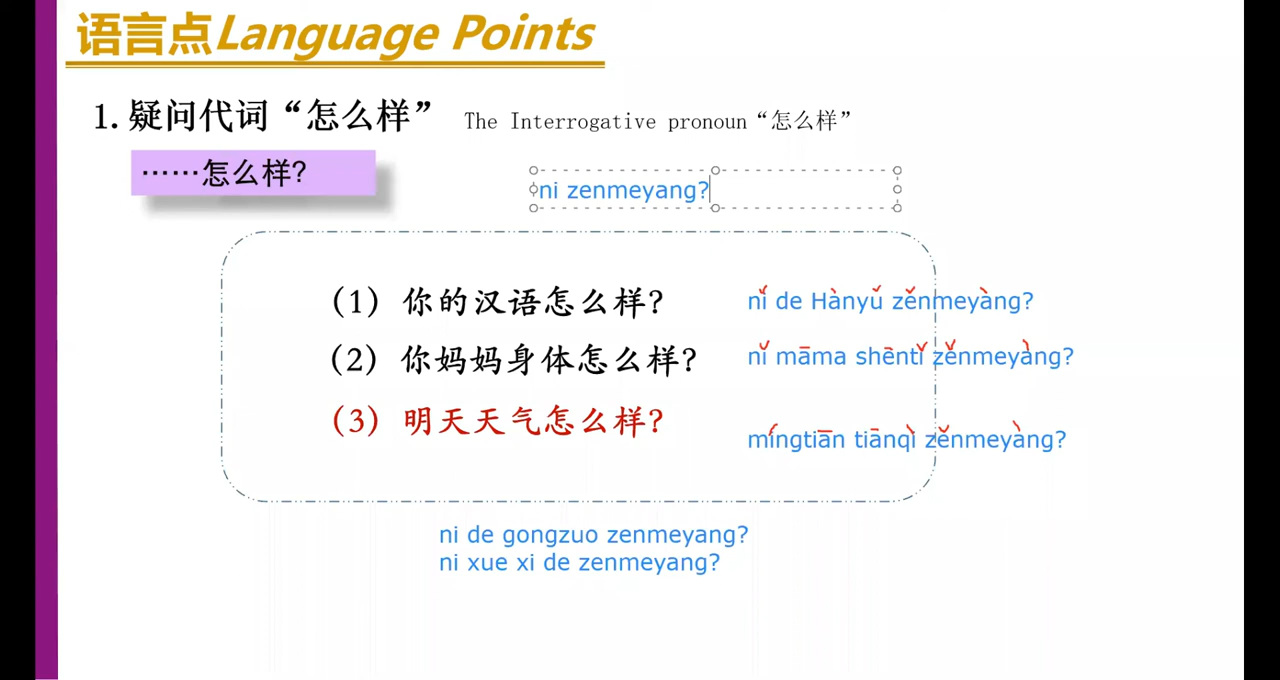 语言点Language Points
1. 疑问代词“怎么样” The Interrogative pronoun“怎么样”
……怎么样?
ni zenmeyang?
（1）你的汉语怎么样? nǐ de Hànyǔ zěnmeyàng?
（2）你妈妈身体怎么样? nǐ māma shēntǐ zěnmeyàng?
（3）明天天气怎么样? míngtiān tiānqì zěnmeyàng?
ni de gongzuo zenmeyang?
ni xue xi de zenmeyang?